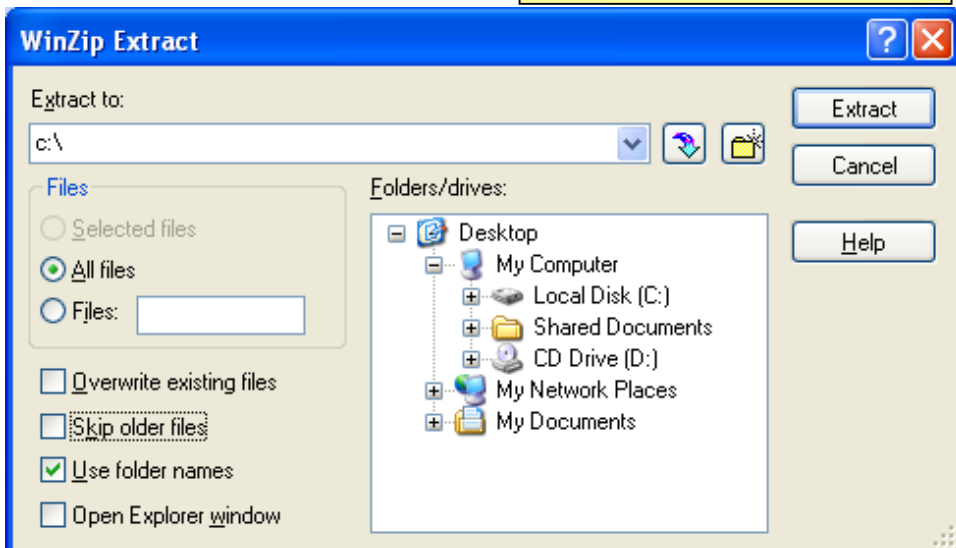 WinZip Extract
Extract to:
c:\
Extract
Cancel
Help
Files
Selected files
All files
Files:
Overwrite existing files
Skip older files
Use folder names
Open Explorer window
Folders/drives:
Desktop
My Computer
Local Disk (C:)
Shared Documents
CD Drive (D:)
My Network Places
My Documents